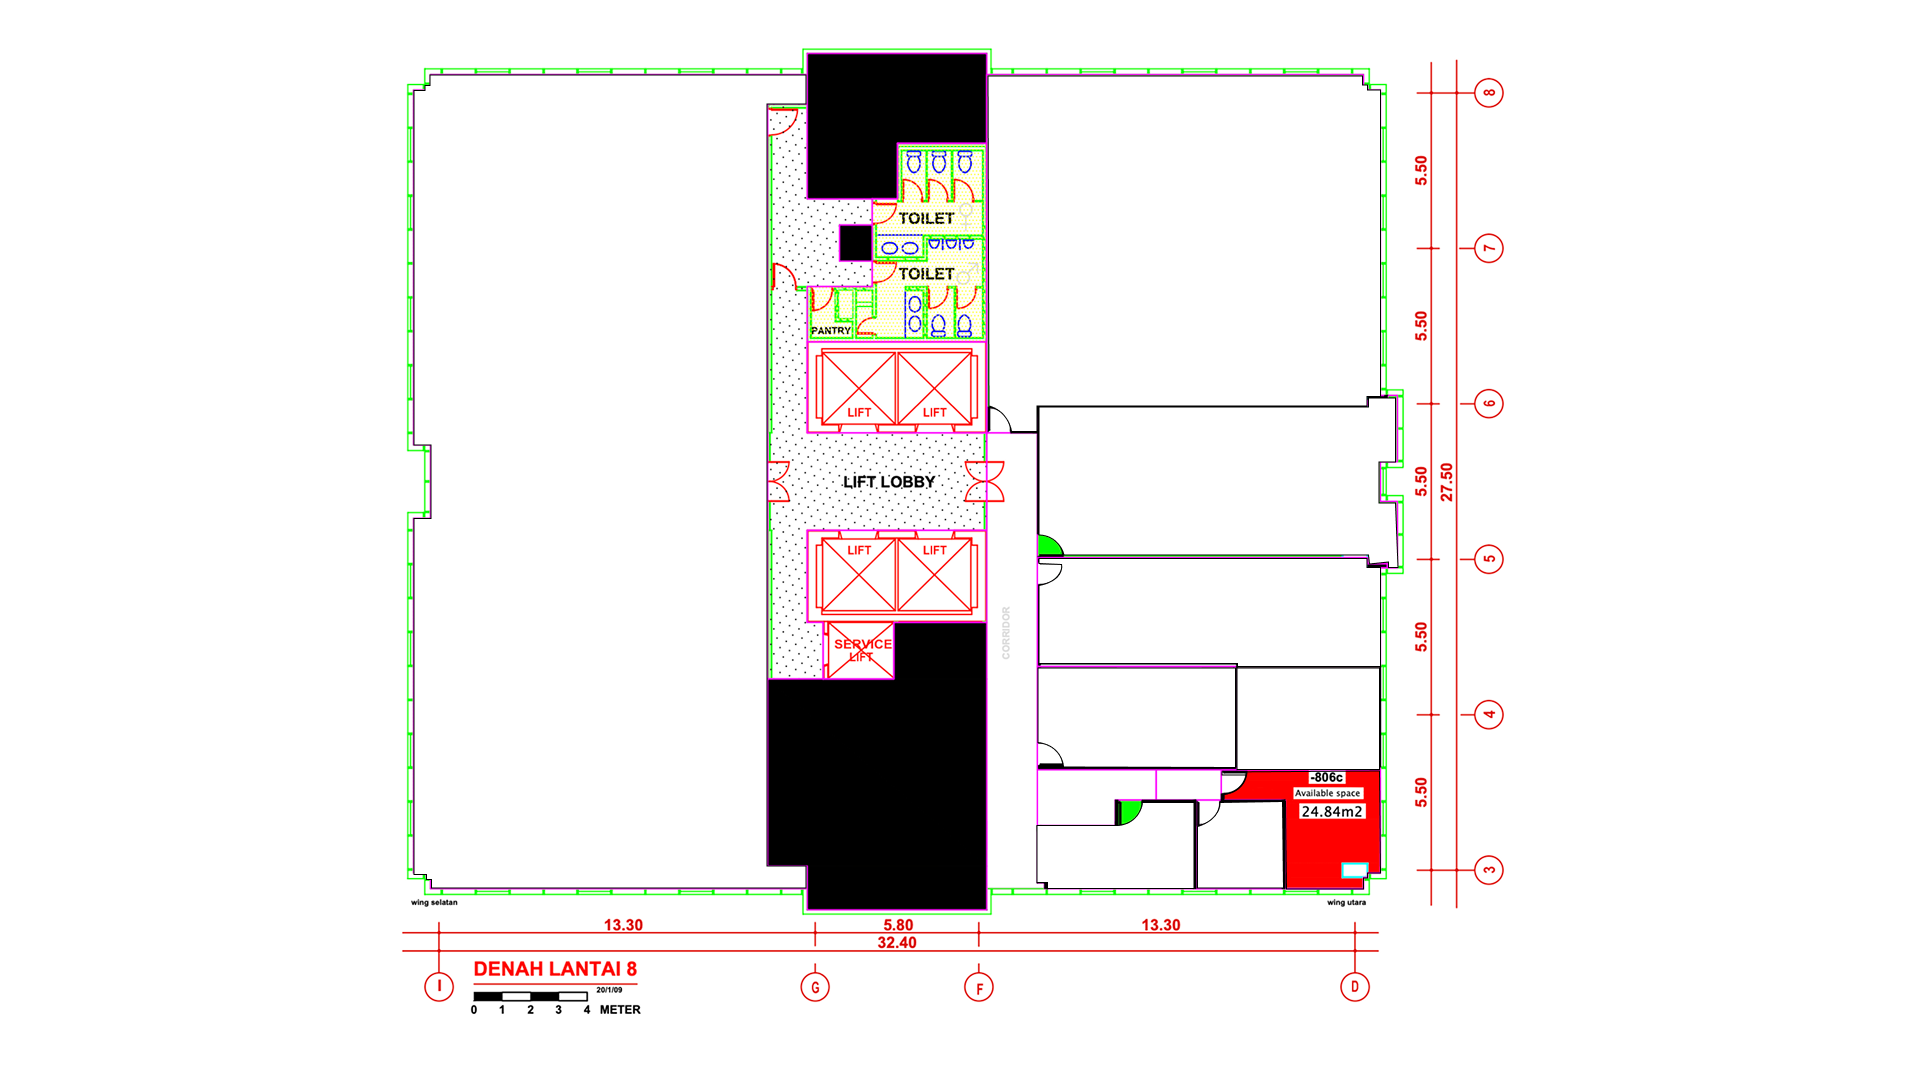 8
5.50
TOILET
7
TOILET
5.50
PANTRY
6
LIFT
LIFT
LIFT LOBBY
5.50
27.50
LIFT
LIFT
5
CORRIDOR
SERVICE
LIFT
5.50
4
-806c
Available space
24.84m2
5.50
3
wing selatan
wing utara
13.30
5.80
13.30
32.40
DENAH LANTAI 8
I
G
F
D
20/1/09
0 1 2 3 4 METER